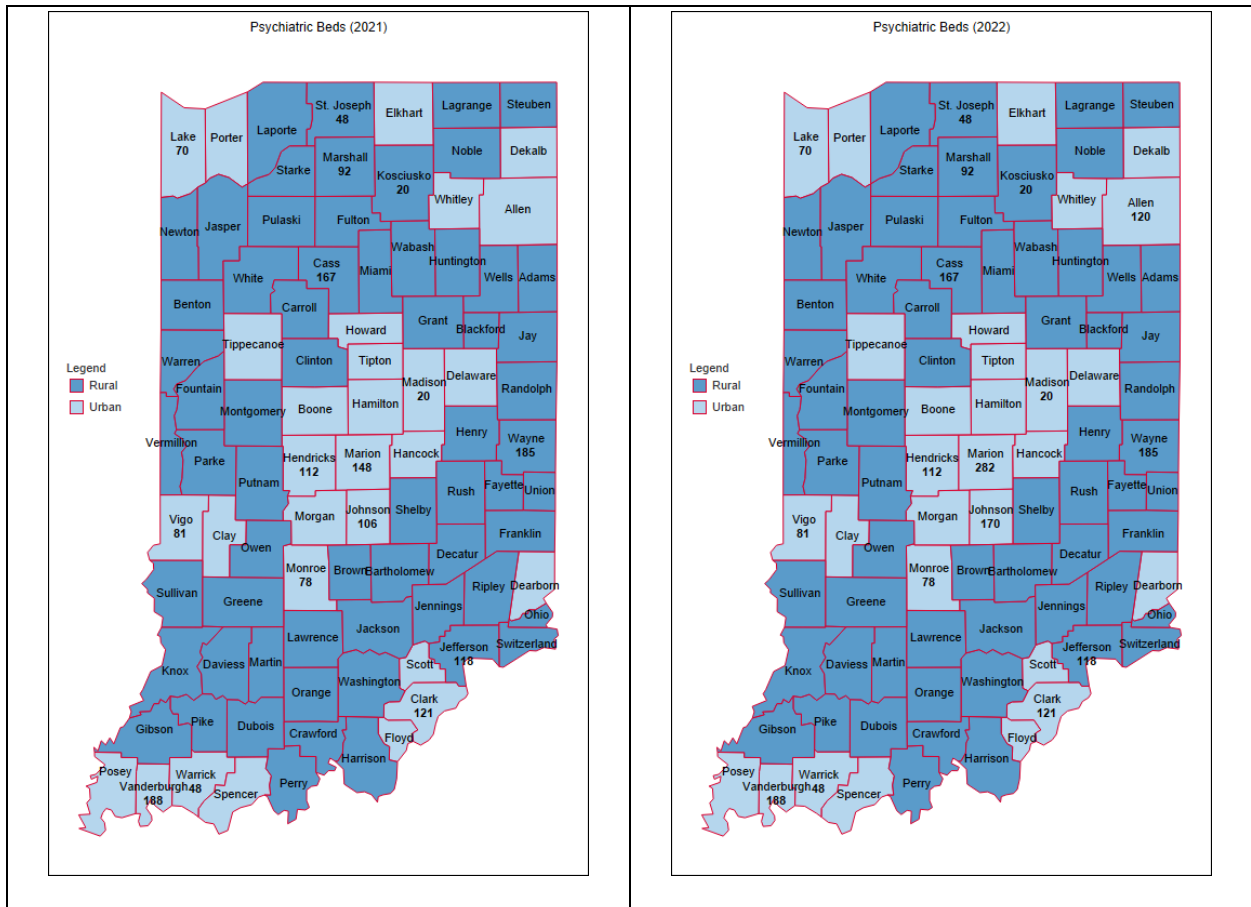 Psychiatric Beds (2021)
St. Joseph
48
Elkhart
Lagrange
Steuben
Lake
70
Porter
Laporte
Starke
Marshall
92
Noble
Dekalb
Kosciusko
20
Whitley
Allen
Newton
Jasper
Pulaski
Fulton
Cass
167
Miami
Wabash
Huntington
Wells
Adams
White
Benton
Carroll
Grant
Blackford
Jay
Howard
Tippecanoe
Warren
Clinton
Tipton
Legend
Rural
Urban
Fountain
Madison
20
Delaware
Randolph
Montgomery
Boone
Hamilton
Vermillion
Parke
Putnam
Hendricks
112
Marion
148
Hancock
Henry
Wayne
185
Rush
Fayette
Union
Vigo
81
Clay
Owen
Morgan
Johnson
106
Shelby
Franklin
Decatur
Monroe
78
Brown
Bartholomew
Ripley
Dearborn
Ohio
Sullivan
Greene
Jennings
Jackson
Lawrence
Switzerland
Jefferson
118
Knox
Daviess
Martin
Scott
Washington
Orange
Clark
121
Gibson
Pike
Dubois
Crawford
Floyd
Harrison
Posey
Vanderburgh
188
Warrick
48
Spencer
Perry
Psychiatric Beds (2022)
St. Joseph
48
Elkhart
Lagrange
Steuben
Lake
70
Porter
Laporte
Starke
Marshall
92
Noble
Dekalb
Kosciusko
20
Whitley
Allen
120
Newton
Jasper
Pulaski
Fulton
Cass
167
Miami
Wabash
Huntington
Wells
Adams
White
Benton
Carroll
Grant
Blackford
Jay
Howard
Tippecanoe
Warren
Clinton
Tipton
Legend
Rural
Urban
Fountain
Madison
20
Delaware
Randolph
Montgomery
Boone
Hamilton
Vermillion
Parke
Putnam
Hendricks
112
Marion
282
Hancock
Henry
Wayne
185
Rush
Fayette
Union
Vigo
81
Clay
Owen
Morgan
Johnson
170
Shelby
Franklin
Decatur
Monroe
78
Brown
Bartholomew
Ripley
Dearborn
Ohio
Sullivan
Greene
Jennings
Jackson
Lawrence
Switzerland
Jefferson
118
Knox
Daviess
Martin
Scott
Washington
Orange
Clark
121
Gibson
Pike
Dubois
Crawford
Floyd
Harrison
Posey
Vanderburgh
188
Warrick
48
Spencer
Perry